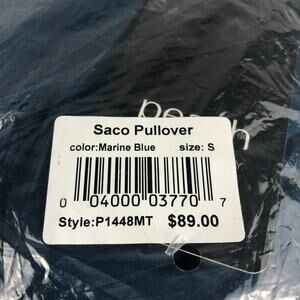 Saco Pullover
color:Marine Blue size: S
0 04000 03770 7
Style:P1448MT $89.00